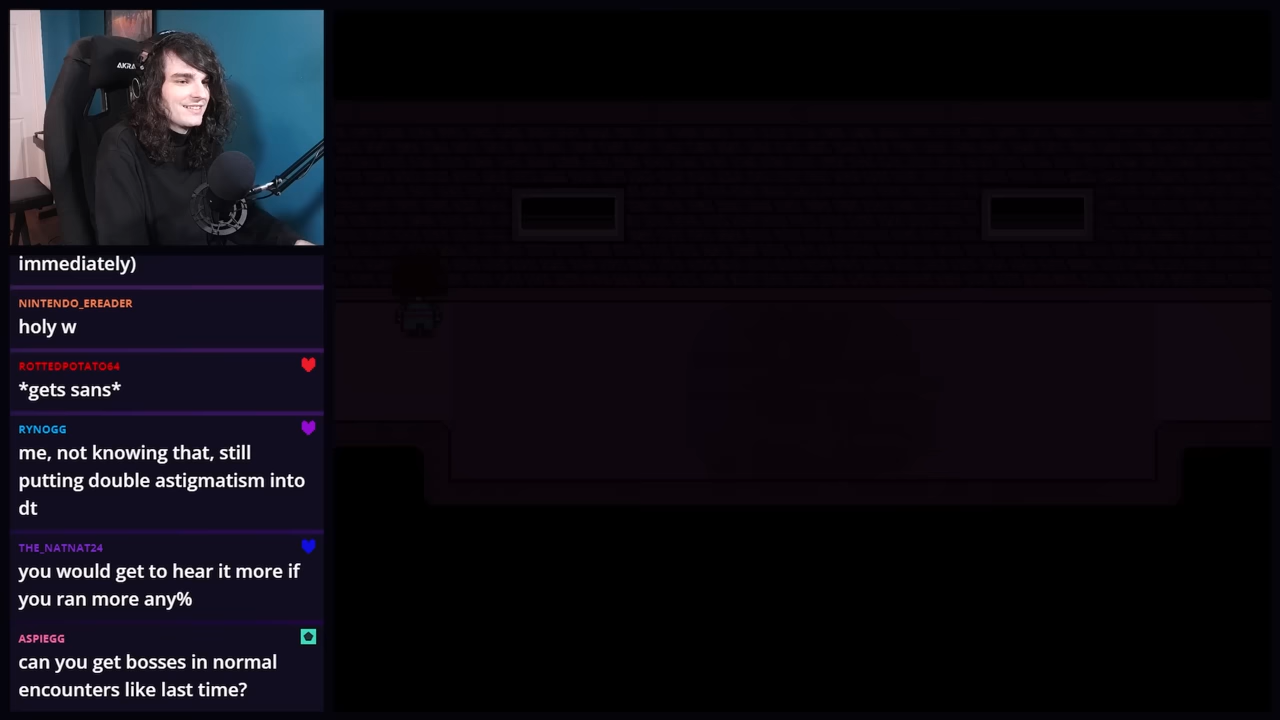 AKRA
immediately)
NINTENDO_EREADER
holy w
ROTTEDPOTATO64
*gets sans*
RYNOGG
me, not knowing that, still
putting double astigmatism into
dt
THE_NATNAT24
you would get to hear it more if
you ran more any%
ASPIEGG
can you get bosses in normal
encounters like last time?